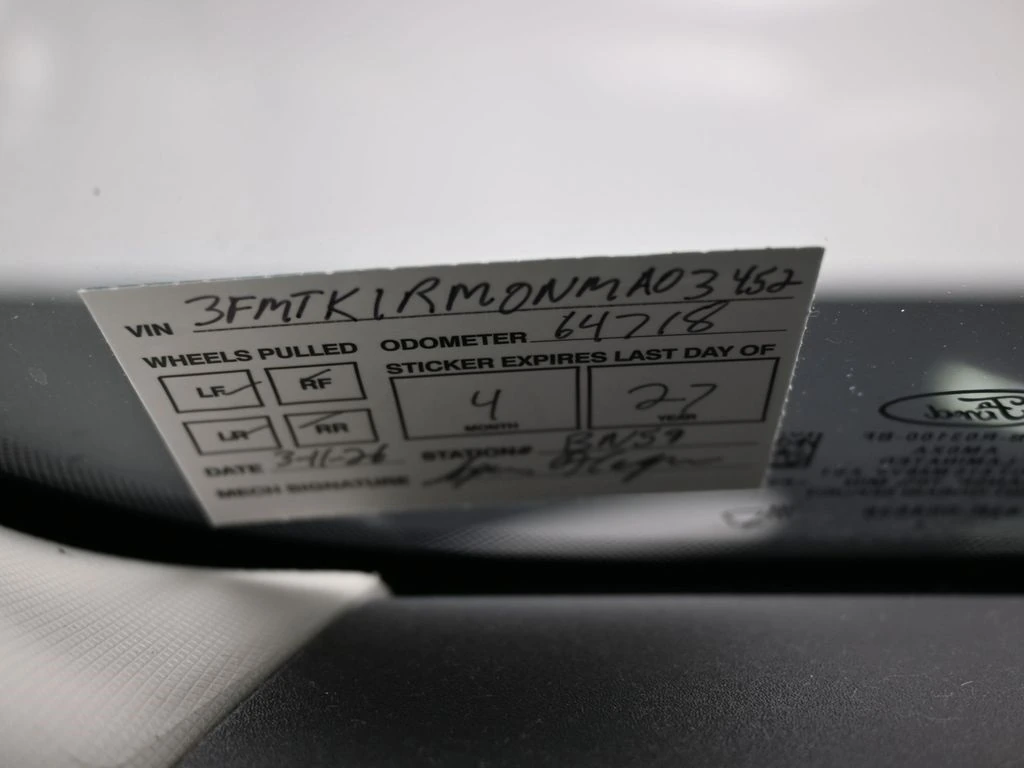 VIN 3FMTK1RM0NMA03452
WHEELS PULLED ODOMETER 64718
LF RF STICKER EXPIRES LAST DAY OF
LR RR 4 27
MONTH YEAR
DATE 3-11-26 STATION# BN59
MECH SIGNATURE
Ford